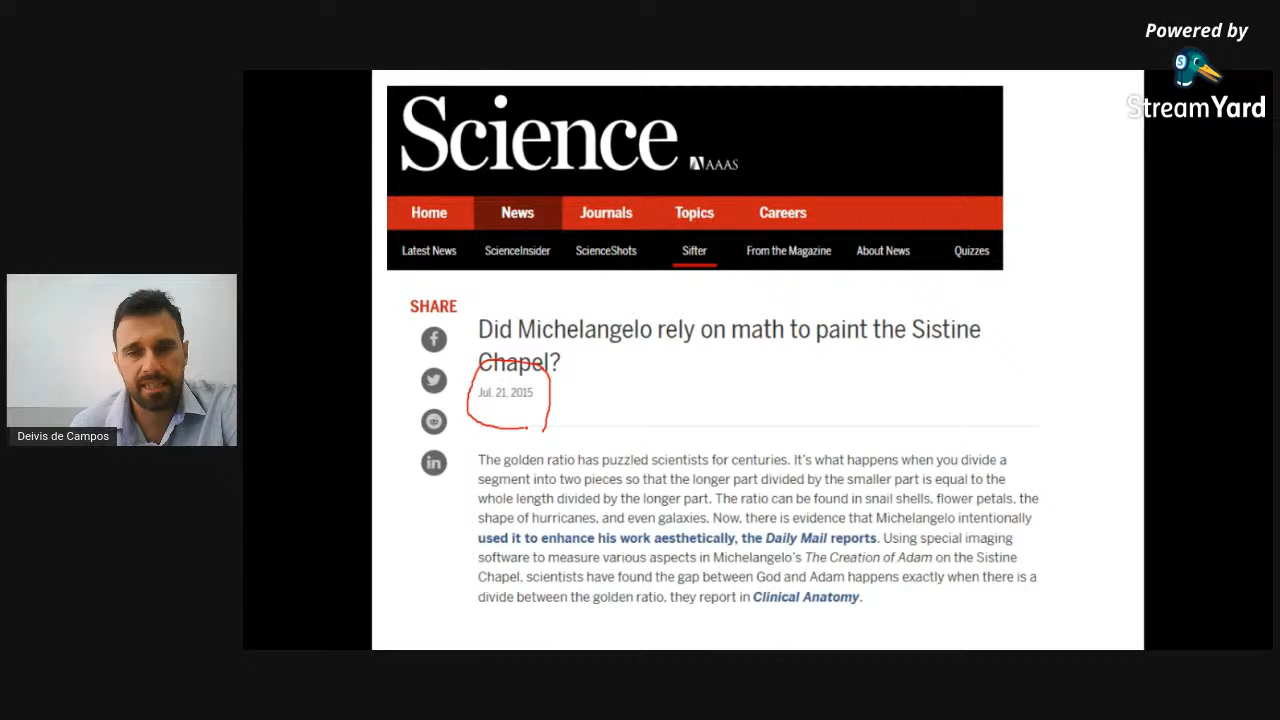 Powered by
StreamYard
Science
AAAS
Home News Journals Topics Careers
Latest News ScienceInsider ScienceShots Sifter From the Magazine About News Quizzes
SHARE
Did Michelangelo rely on math to paint the Sistine
Chapel?
Jul. 21, 2015
The golden ratio has puzzled scientists for centuries. It's what happens when you divide a
segment into two pieces so that the longer part divided by the smaller part is equal to the
whole length divided by the longer part. The ratio can be found in snail shells, flower petals, the
shape of hurricanes, and even galaxies. Now, there is evidence that Michelangelo intentionally
used it to enhance his work aesthetically, the Daily Mail reports. Using special imaging
software to measure various aspects in Michelangelo's The Creation of Adam on the Sistine
Chapel, scientists have found the gap between God and Adam happens exactly when there is a
divide between the golden ratio, they report in Clinical Anatomy.
Deivis de Campos